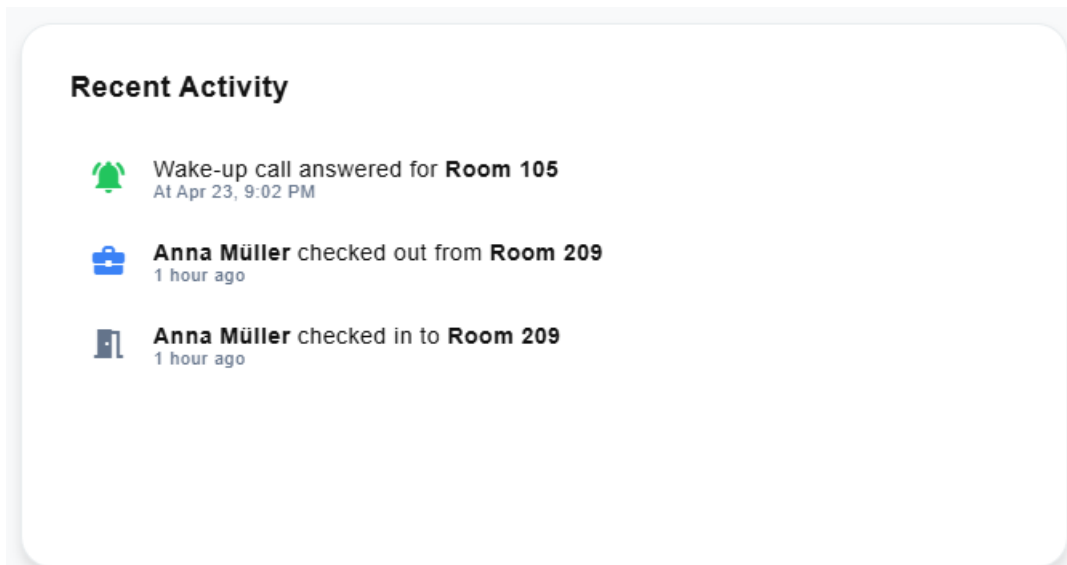 Recent Activity
Wake-up call answered for Room 105
At Apr 23, 9:02 PM
Anna Müller checked out from Room 209
1 hour ago
Anna Müller checked in to Room 209
1 hour ago